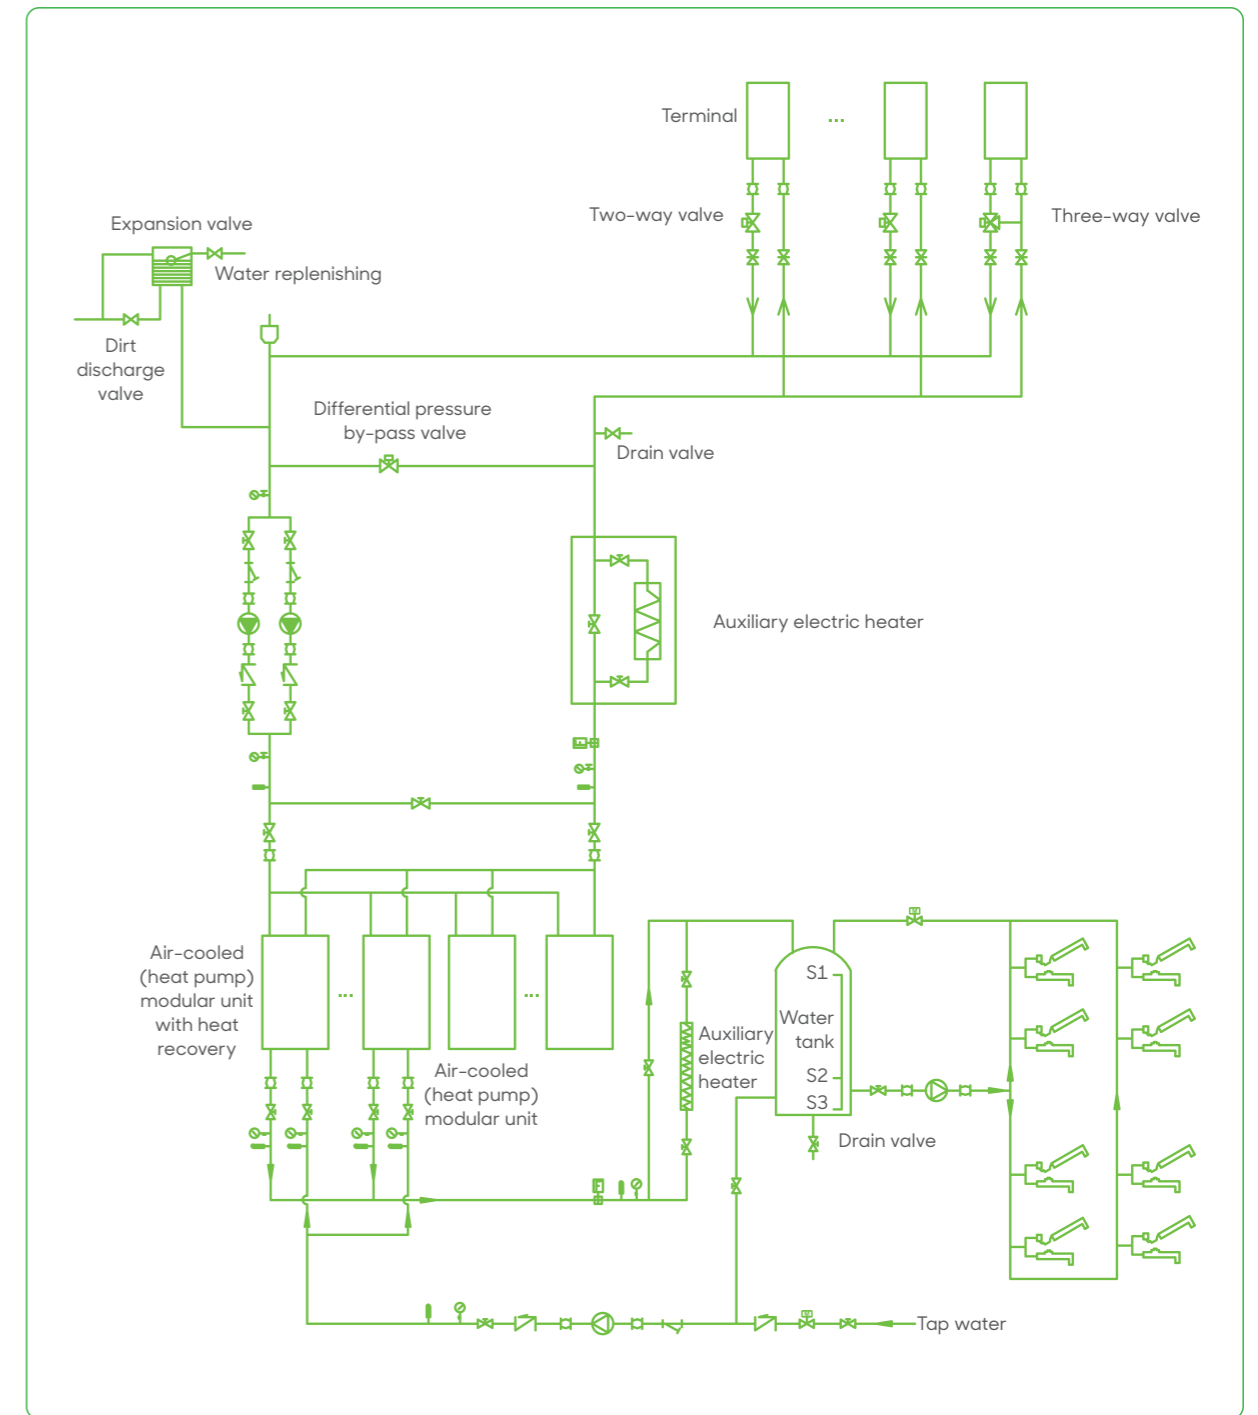 Terminal
...
Two-way valve
Three-way valve
Expansion valve
Water replenishing
Dirt
discharge
valve
Differential pressure
by-pass valve
Drain valve
Auxiliary electric heater
Air-cooled
(heat pump)
modular unit
with heat
recovery
...
...
Air-cooled
(heat pump)
modular unit
Auxiliary
electric
heater
S1
Water
tank
S2
S3
Drain valve
Tap water